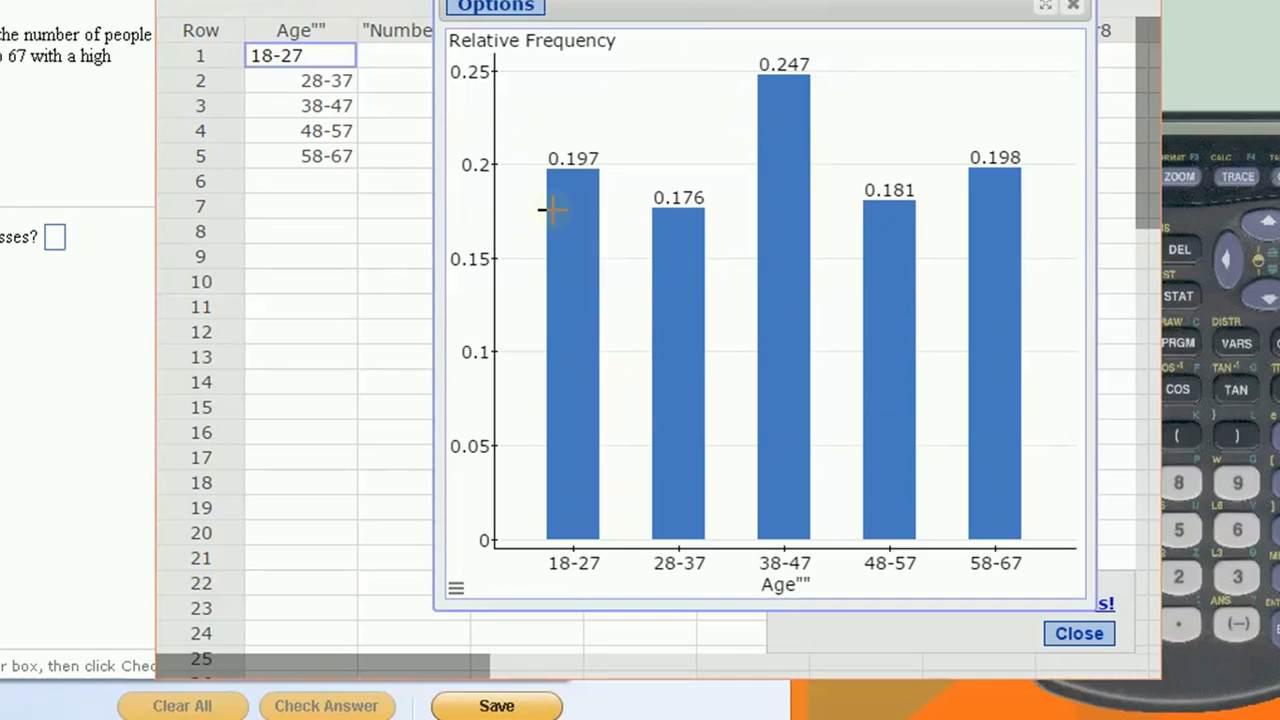 the number of people
67 with a high
sses?
r box, then click Chec
Clear All
Check Answer
Save
Row
Age""
"Numbe
r8
1
18-27
2
28-37
3
38-47
4
48-57
5
58-67
6
7
8
9
10
11
12
13
14
15
16
17
18
19
20
21
22
23
24
25
Options
Relative Frequency
0.25
0.2
0.15
0.1
0.05
0
0.197
0.176
0.247
0.181
0.198
18-27
28-37
38-47
48-57
58-67
Age""
s!
Close
CALC F4
ZOOM
TRACE
DEL
STAT
DISTR
PRGM
VARS
COS
TAN
(
)
8
9
5
6
L3
2
3
ANS
.
(–)